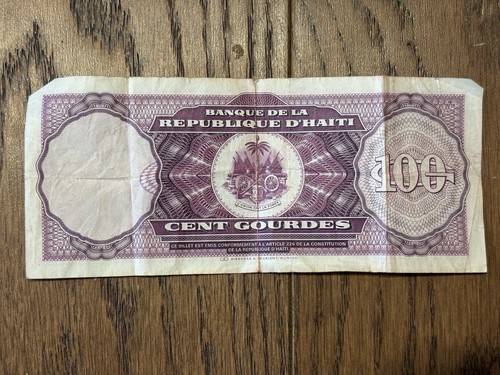 BANQUE DE LA
REPUBLIQUE D'HAITI
100
CENT GOURDES
CE BILLET EST EMIS CONFORMEMENT A L'ARTICLE 225 DE LA CONSTITUTION
DE LA REPUBLIQUE D'HAITI